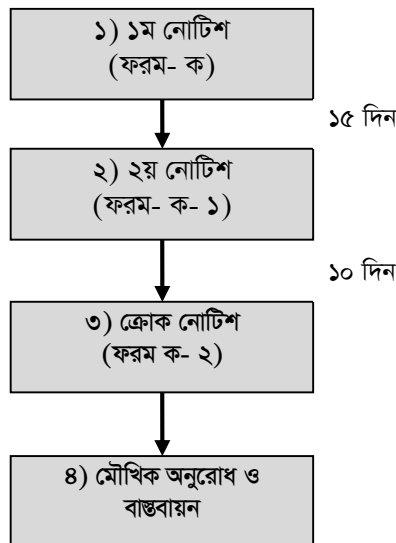 ১) ১ম নোটিশ
(ফরম- ক)
১৫ দিন
২) ২য় নোটিশ
(ফরম- ক- ১)
১০ দিন
৩) ক্রোক নোটিশ
(ফরম ক- ২)
৪) মৌখিক অনুরোধ ও
বাস্তবায়ন